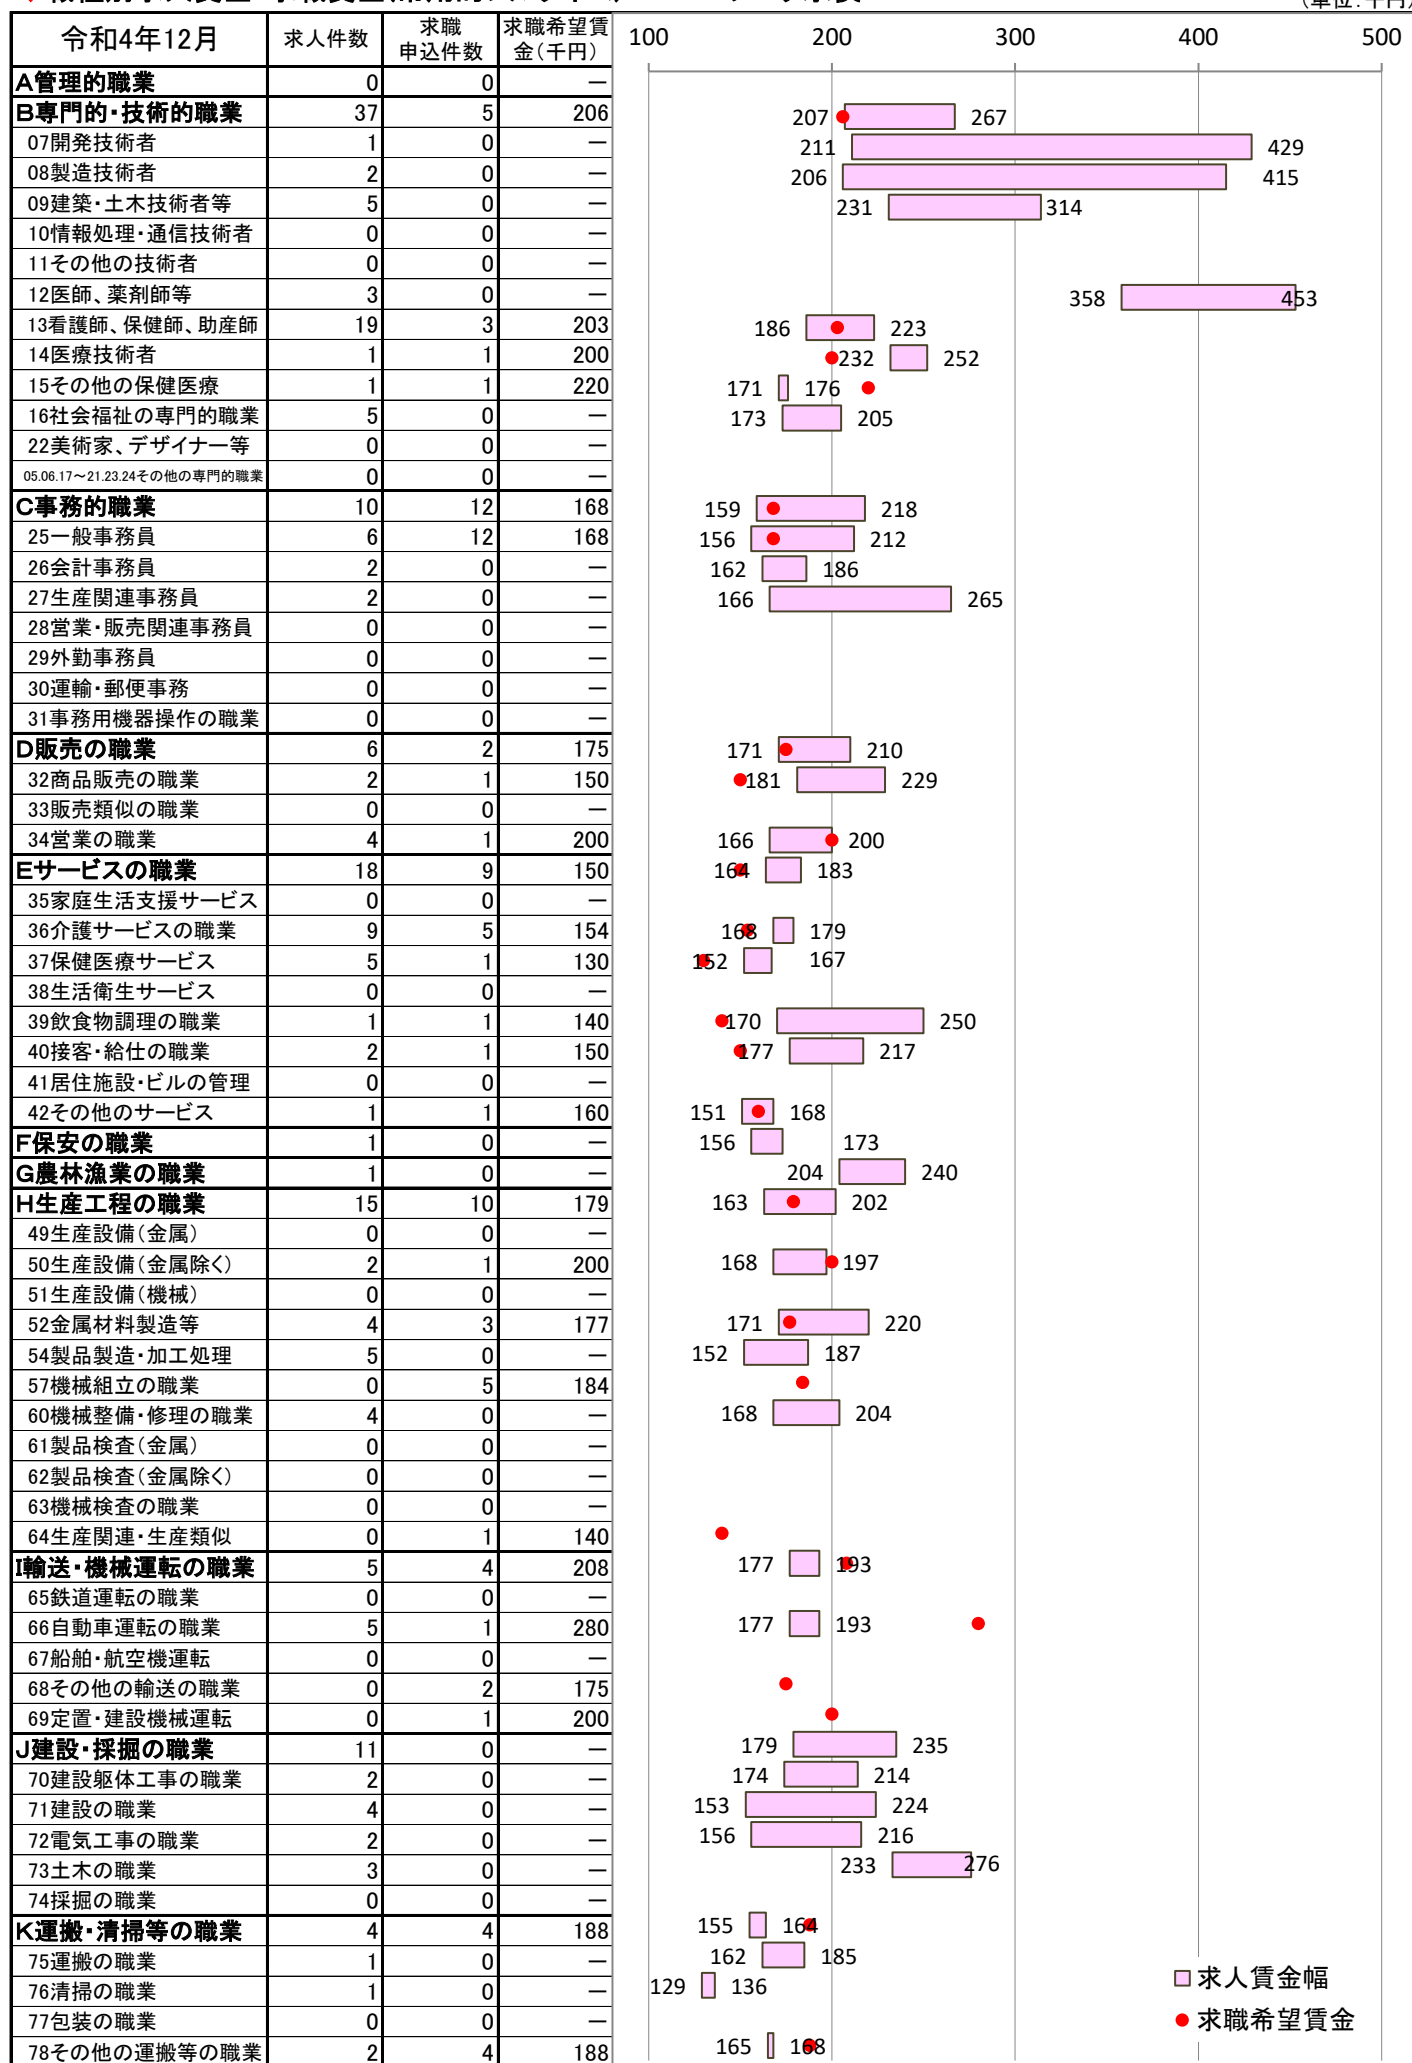 令和4年12月 求人件数 求職申込件数 求職希望賃金(千円) 100 200 300 400 500
A管理的職業 0 0 —
B専門的・技術的職業 37 5 206 207 267
07開発技術者 1 0 — 211 429
08製造技術者 2 0 — 206 415
09建築・土木技術者等 5 0 — 231 314
10情報処理・通信技術者 0 0 —
11その他の技術者 0 0 —
12医師、薬剤師等 3 0 — 358 453
13看護師、保健師、助産師 19 3 203 186 223
14医療技術者 1 1 200 232 252
15その他の保健医療 1 1 220 171 176
16社会福祉の専門的職業 5 0 — 173 205
22美術家、デザイナー等 0 0 —
05.06.17～21.23.24その他の専門的職業 0 0 —
C事務的職業 10 12 168 159 218
25一般事務員 6 12 168 156 212
26会計事務員 2 0 — 162 186
27生産関連事務員 2 0 — 166 265
28営業・販売関連事務員 0 0 —
29外勤事務員 0 0 —
30運輸・郵便事務 0 0 —
31事務用機器操作の職業 0 0 —
D販売の職業 6 2 175 171 210
32商品販売の職業 2 1 150 181 229
33販売類似の職業 0 0 —
34営業の職業 4 1 200 166 200
Eサービスの職業 18 9 150 164 183
35家庭生活支援サービス 0 0 —
36介護サービスの職業 9 5 154 168 179
37保健医療サービス 5 1 130 152 167
38生活衛生サービス 0 0 —
39飲食物調理の職業 1 1 140 170 250
40接客・給仕の職業 2 1 150 177 217
41居住施設・ビルの管理 0 0 —
42その他のサービス 1 1 160 151 168
F保安の職業 1 0 — 156 173
G農林漁業の職業 1 0 — 204 240
H生産工程の職業 15 10 179 163 202
49生産設備(金属) 0 0 —
50生産設備(金属除く) 2 1 200 168 197
51生産設備(機械) 0 0 —
52金属材料製造等 4 3 177 171 220
54製品製造・加工処理 5 0 — 152 187
57機械組立の職業 0 5 184
60機械整備・修理の職業 4 0 — 168 204
61製品検査(金属) 0 0 —
62製品検査(金属除く) 0 0 —
63機械検査の職業 0 0 —
64生産関連・生産類似 0 1 140
I輸送・機械運転の職業 5 4 208 177 193
65鉄道運転の職業 0 0 —
66自動車運転の職業 5 1 280 177 193
67船舶・航空機運転 0 0 —
68その他の輸送の職業 0 2 175
69定置・建設機械運転 0 1 200
J建設・採掘の職業 11 0 — 179 235
70建設躯体工事の職業 2 0 — 174 214
71建設の職業 4 0 — 153 224
72電気工事の職業 2 0 — 156 216
73土木の職業 3 0 — 233 276
74採掘の職業 0 0 —
K運搬・清掃等の職業 4 4 188 155 164
75運搬の職業 1 0 — 162 185
76清掃の職業 1 0 — 129 136
77包装の職業 0 0 —
78その他の運搬等の職業 2 4 188 165 168
求人賃金幅
求職希望賃金